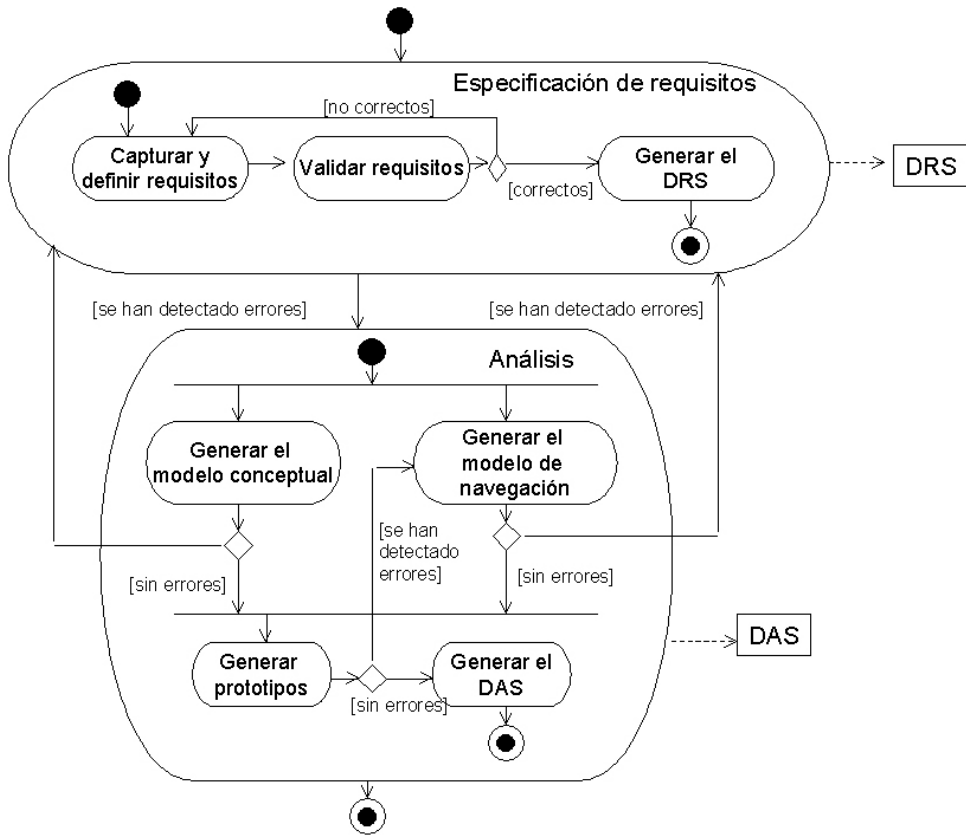 Especificación de requisitos
[no correctos]
Capturar y
definir requisitos
Validar requisitos
[correctos]
Generar el
DRS
DRS
[se han detectado errores]
[se han detectado errores]
Análisis
Generar el
modelo conceptual
Generar el
modelo de
navegación
[se han
detectado
errores]
[sin errores]
[sin errores]
Generar
prototipos
[sin errores]
Generar el
DAS
DAS